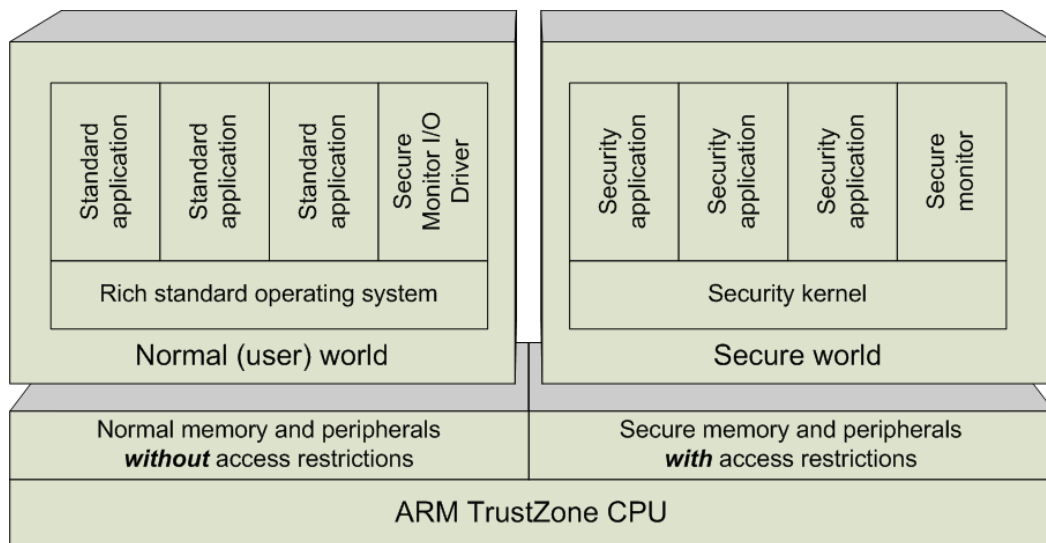 Standard
application
Standard
application
Standard
application
Secure
Monitor I/O
Driver
Rich standard operating system
Normal (user) world
Security
application
Security
application
Security
application
Secure
monitor
Security kernel
Secure world
Normal memory and peripherals
without access restrictions
Secure memory and peripherals
with access restrictions
ARM TrustZone CPU